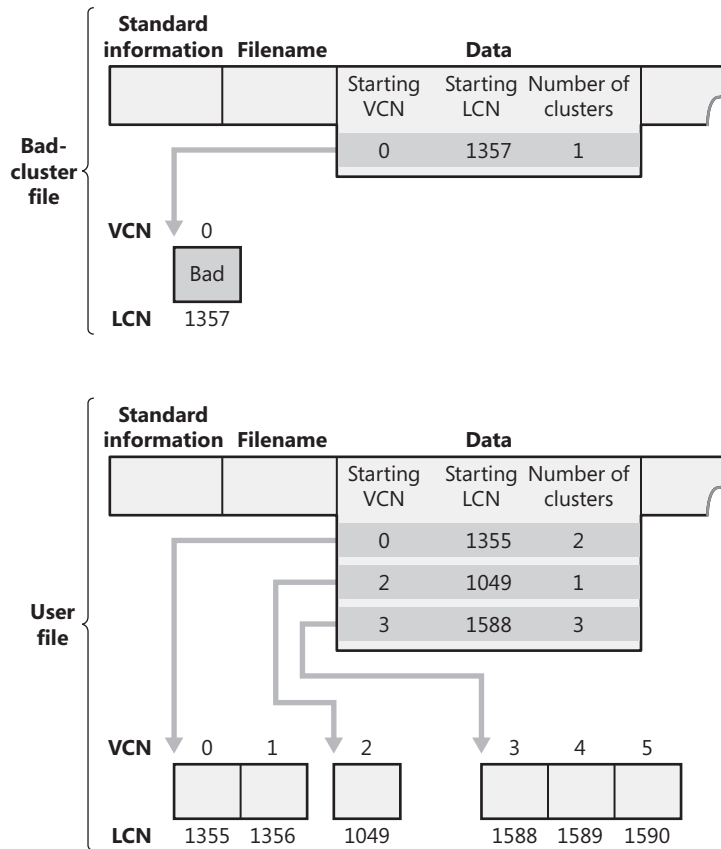 Standard
information Filename Data
Starting Starting Number of
VCN LCN clusters
0 1357 1
Bad-
cluster
file
VCN 0
Bad
LCN 1357
Standard
information Filename Data
Starting Starting Number of
VCN LCN clusters
0 1355 2
2 1049 1
3 1588 3
User
file
VCN 0 1 2 3 4 5
LCN 1355 1356 1049 1588 1589 1590